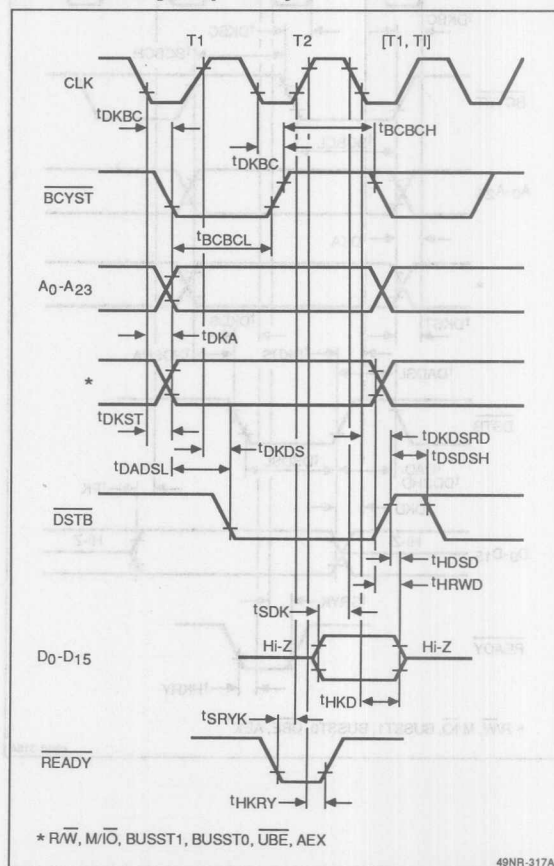 T1 T2 [T1, TI]
CLK
tDKBC
tDKBC tBCBCH
BCYST
tBCBCL
A0-A23
tDKA
*
tDKST tDKDSRD
tDKDS tDSDSH
tDADSL
DSTB
tHDSD
tHRWD
tSDK
D0-D15 Hi-Z Hi-Z
tHKD
tSRYK
READY
tHKRY
* R/W, M/IO, BUSST1, BUSST0, UBE, AEX
49NR-317A